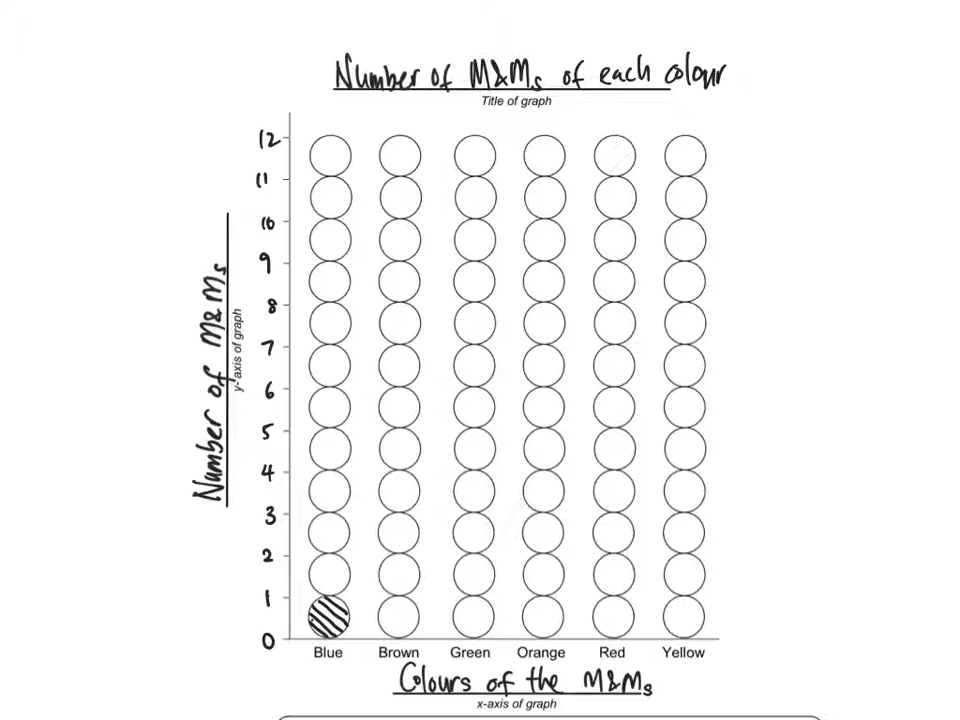 Number of M&Ms of each colour
Title of graph
12
11
10
9
8
7
6
5
4
3
2
1
0
Number of M&Ms
y-axis of graph
Blue Brown Green Orange Red Yellow
Colours of the M&Ms
x-axis of graph